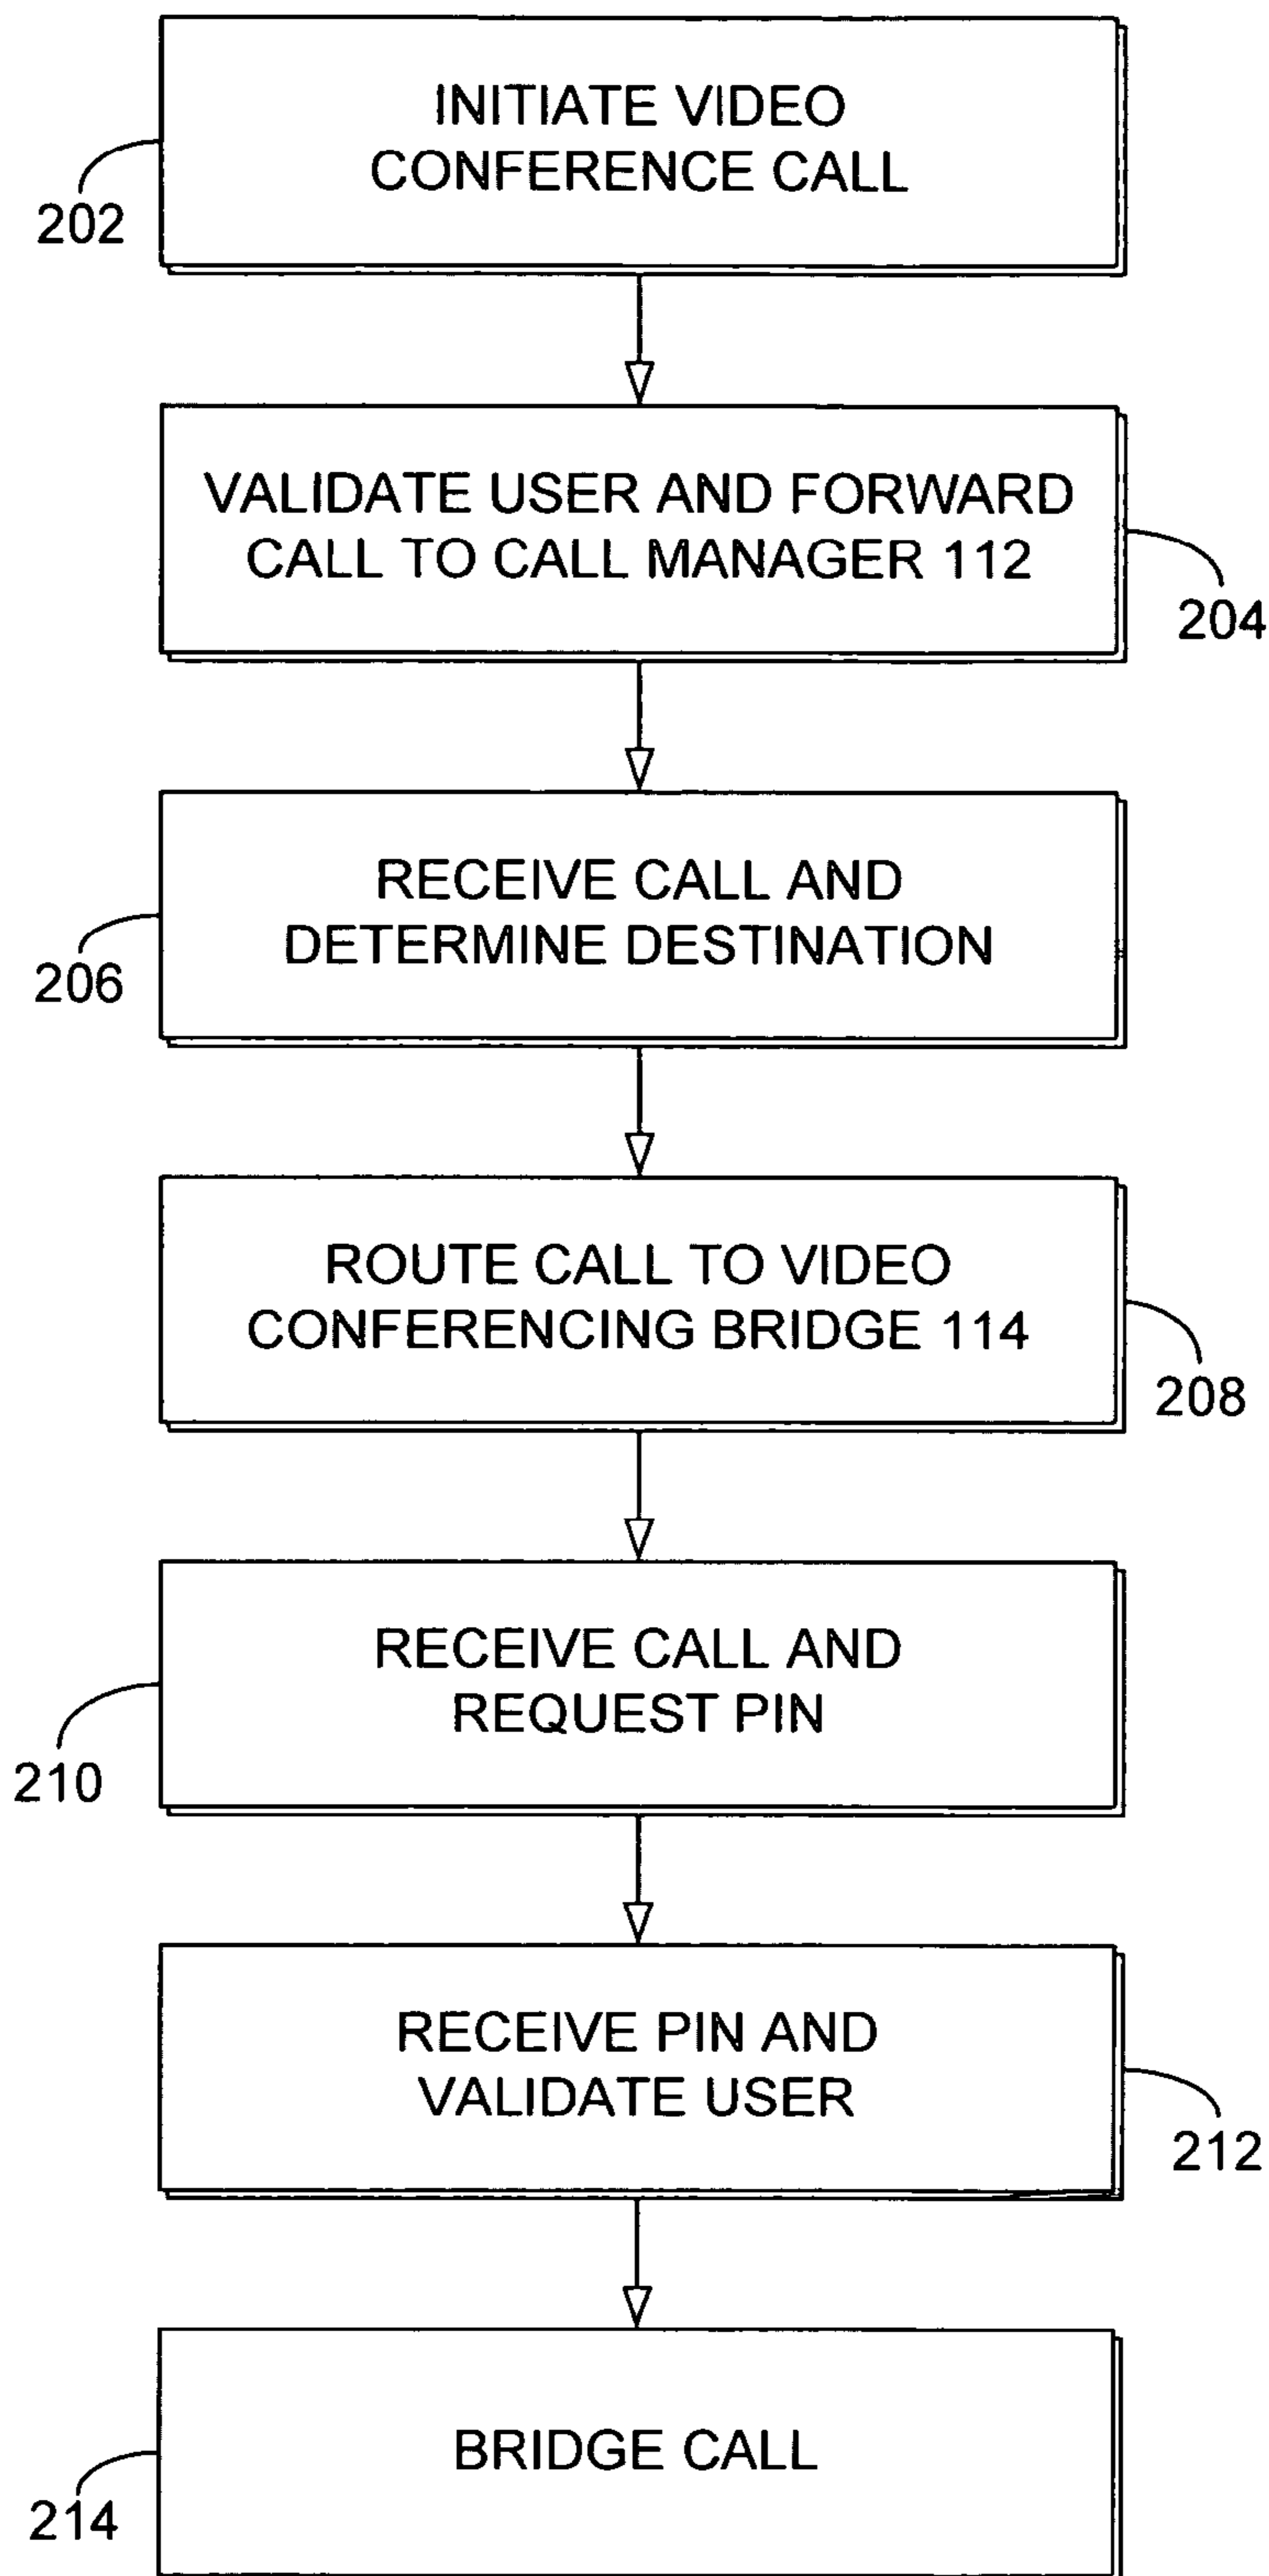 INITIATE VIDEO
CONFERENCE CALL
202
VALIDATE USER AND FORWARD
CALL TO CALL MANAGER 112
204
RECEIVE CALL AND
DETERMINE DESTINATION
206
ROUTE CALL TO VIDEO
CONFERENCING BRIDGE 114
208
RECEIVE CALL AND
REQUEST PIN
210
RECEIVE PIN AND
VALIDATE USER
212
BRIDGE CALL
214